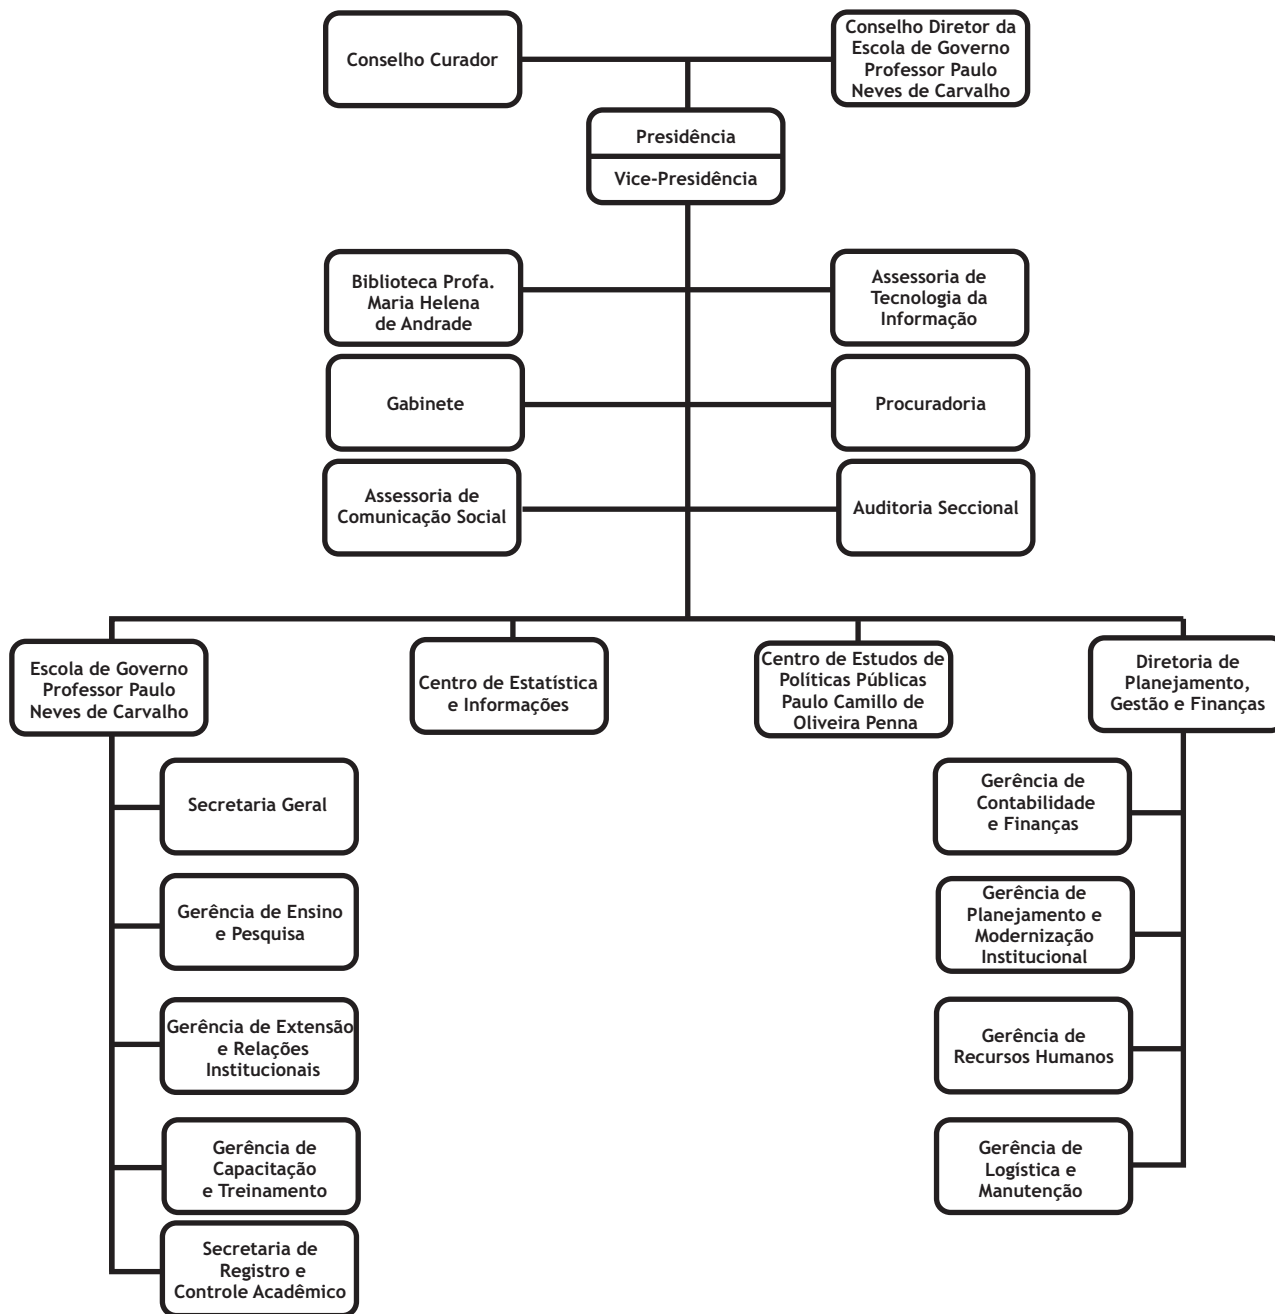 Conselho Curador
Conselho Diretor da
Escola de Governo
Professor Paulo
Neves de Carvalho
Presidência
Vice-Presidência
Biblioteca Profa.
Maria Helena
de Andrade
Assessoria de
Tecnologia da
Informação
Gabinete
Procuradoria
Assessoria de
Comunicação Social
Auditoria Seccional
Escola de Governo
Professor Paulo
Neves de Carvalho
Centro de Estatística
e Informações
Centro de Estudos de
Políticas Públicas
Paulo Camillo de
Oliveira Penna
Diretoria de
Planejamento,
Gestão e Finanças
Secretaria Geral
Gerência de Ensino
e Pesquisa
Gerência de Extensão
e Relações
Institucionais
Gerência de
Capacitação
e Treinamento
Secretaria de
Registro e
Controle Acadêmico
Gerência de
Contabilidade
e Finanças
Gerência de
Planejamento e
Modernização
Institucional
Gerência de
Recursos Humanos
Gerência de
Logística e
Manutenção